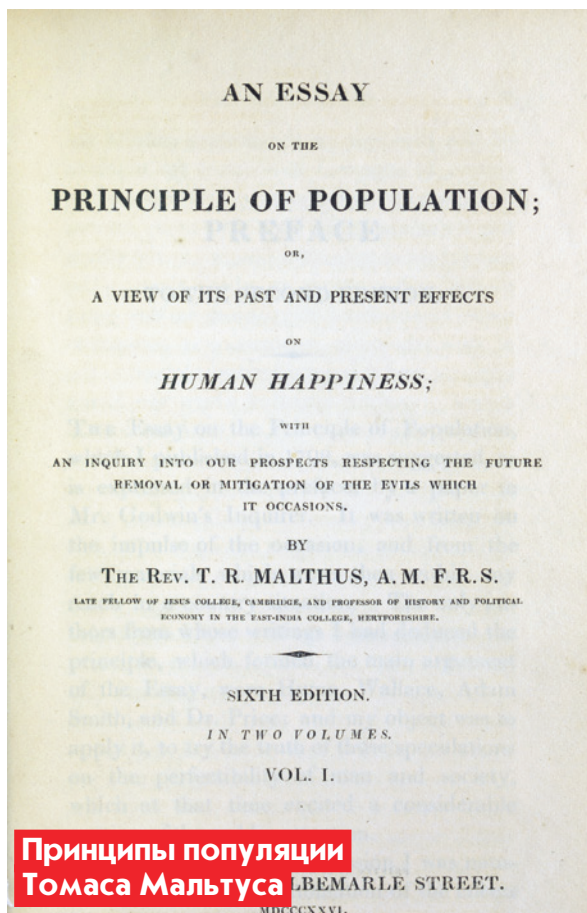 AN ESSAY
ON THE
PRINCIPLE OF POPULATION;
OR,
A VIEW OF ITS PAST AND PRESENT EFFECTS
ON
HUMAN HAPPINESS;
WITH
AN INQUIRY INTO OUR PROSPECTS RESPECTING THE FUTURE
REMOVAL OR MITIGATION OF THE EVILS WHICH
IT OCCASIONS.
BY
THE REV. T. R. MALTHUS, A. M. F. R. S.
LATE FELLOW OF JESUS COLLEGE, CAMBRIDGE, AND PROFESSOR OF HISTORY AND POLITICAL
ECONOMY IN THE EAST-INDIA COLLEGE, HERTFORDSHIRE.
SIXTH EDITION.
IN TWO VOLUMES.
VOL. I.
Принципы популяции
Томаса Мальтуса
LBEMARLE STREET.
MDCCCXXVI.